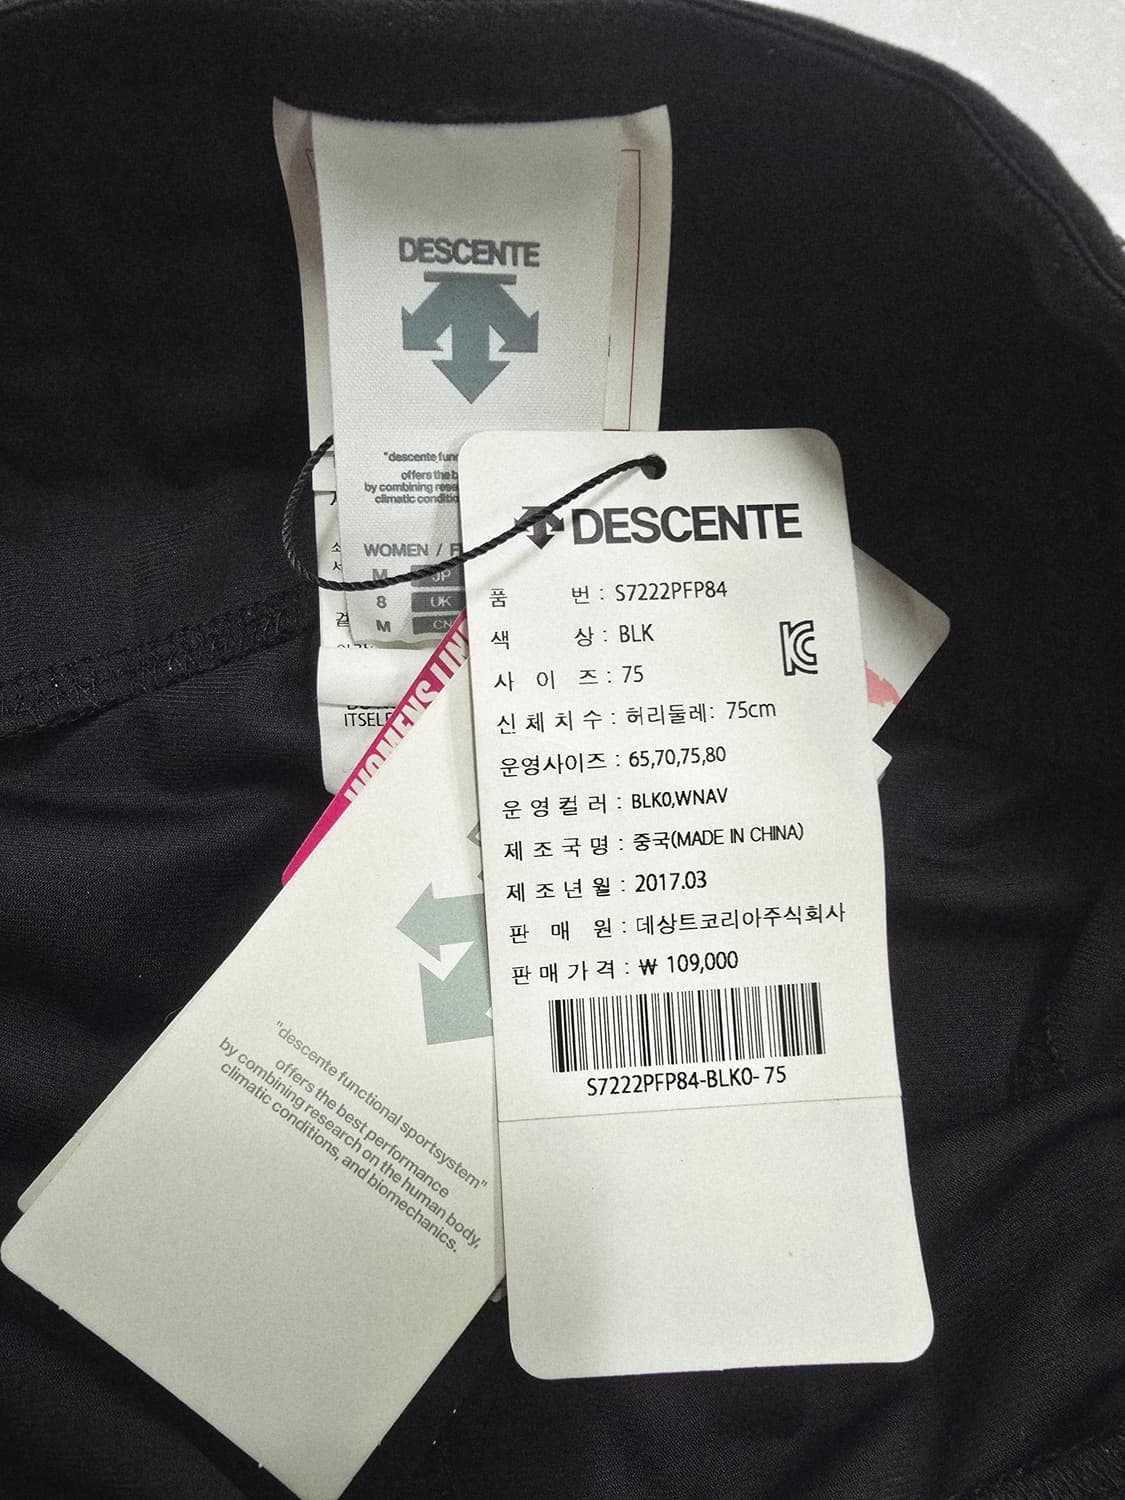 DESCENTE
"descente
offers the
by combining
climatic
WOMEN /
M JP
8 UK
M CN
ITSEL
WOMENS
DESCENTE
품 번 : S7222PFP84
색 상 : BLK
사 이 즈 : 75
신 체 치 수 : 허리둘레: 75cm
운영사이즈 : 65,70,75,80
운 영 컬 러 : BLK0,WNAV
제 조 국 명 : 중국(MADE IN CHINA)
제 조 년 월 : 2017.03
판 매 원 : 데상트코리아주식회사
판 매 가 격 : ₩ 109,000
S7222PFP84-BLK0- 75
"descente functional sportsystem"
offers the best performance
by combining research on the human body,
climatic conditions, and biomechanics.